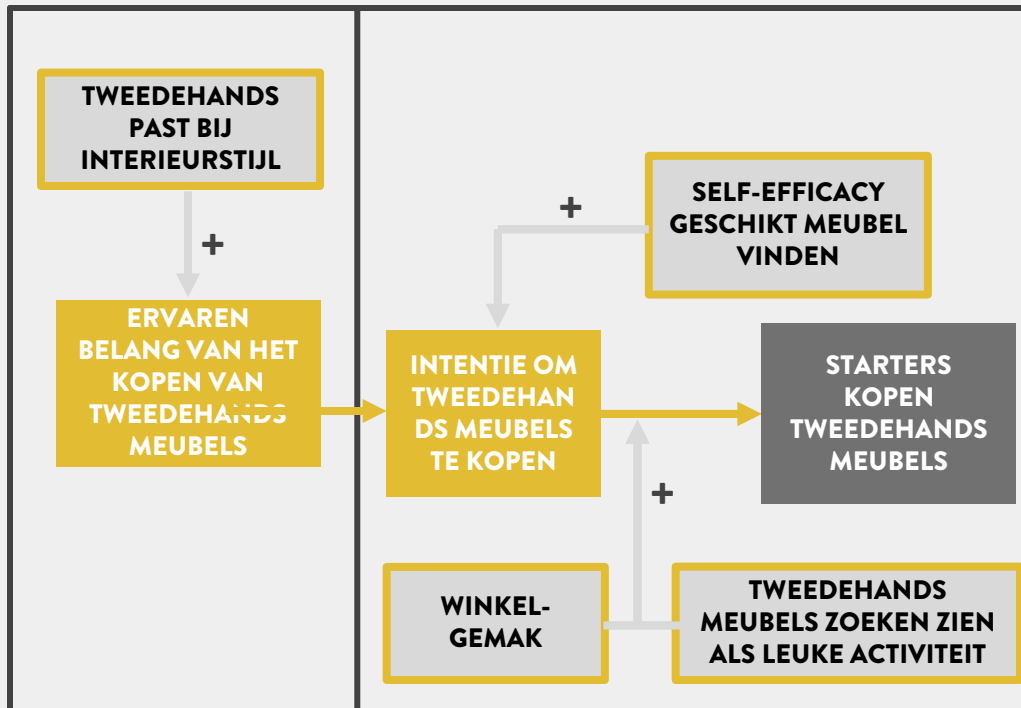 TWEEDEHANDS
PAST BIJ
INTERIEURSTIJL
+
ERVAREN
BELANG VAN HET
KOPEN VAN
TWEEDEHANDS
MEUBELS
SELF-EFFICACY
GESCHIKT MEUBEL
VINDEN
+
INTENTIE OM
TWEEDEHAN
DS MEUBELS
TE KOPEN
STARTERS
KOPEN
TWEEDEHANDS
MEUBELS
+
WINKEL-
GEMAK
TWEEDEHANDS
MEUBELS ZOEKEN ZIEN
ALS LEUKE ACTIVITEIT